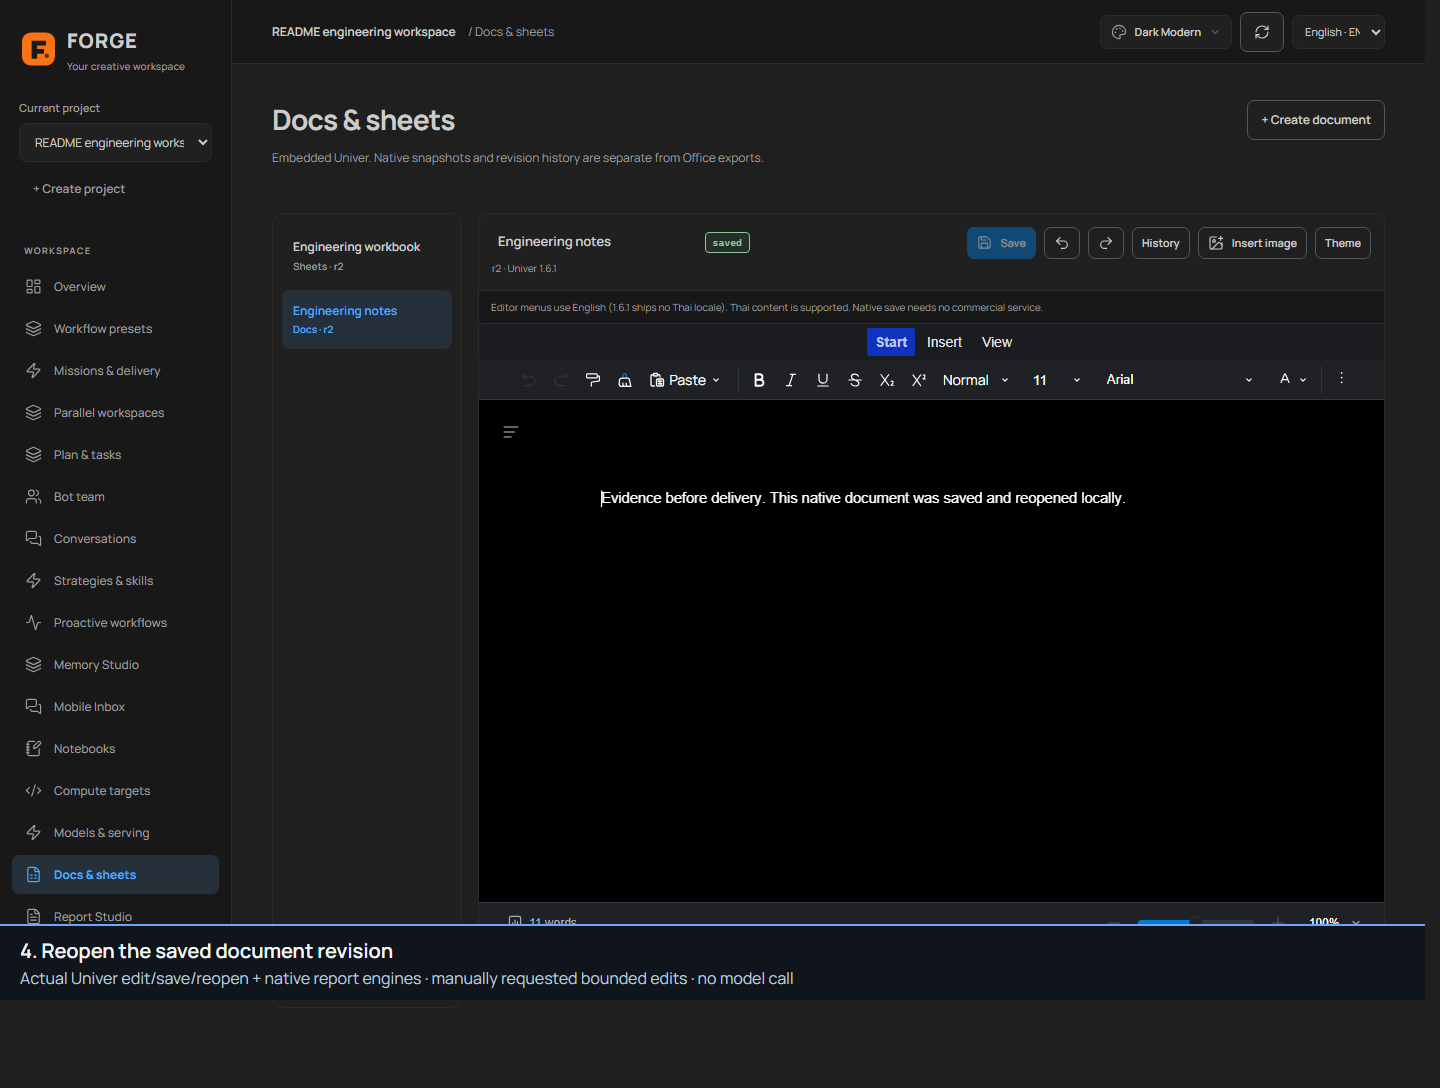 FORGE
Your creative workspace
Current project
README engineering works
+ Create project
WORKSPACE
Overview
Workflow presets
Missions & delivery
Parallel workspaces
Plan & tasks
Bot team
Conversations
Strategies & skills
Proactive workflows
Memory Studio
Mobile Inbox
Notebooks
Compute targets
Models & serving
Docs & sheets
Report Studio
README engineering workspace / Docs & sheets
Dark Modern
English · EN
Docs & sheets
+ Create document
Embedded Univer. Native snapshots and revision history are separate from Office exports.
Engineering workbook
Sheets · r2
Engineering notes
Docs · r2
Engineering notes
saved
Save
History
Insert image
Theme
r2 · Univer 1.6.1
Editor menus use English (1.6.1 ships no Thai locale). Thai content is supported. Native save needs no commercial service.
Start Insert View
Paste B I U S X₂ X² Normal 11 Arial A
Evidence before delivery. This native document was saved and reopened locally.
11 words
100%
4. Reopen the saved document revision
Actual Univer edit/save/reopen + native report engines · manually requested bounded edits · no model call